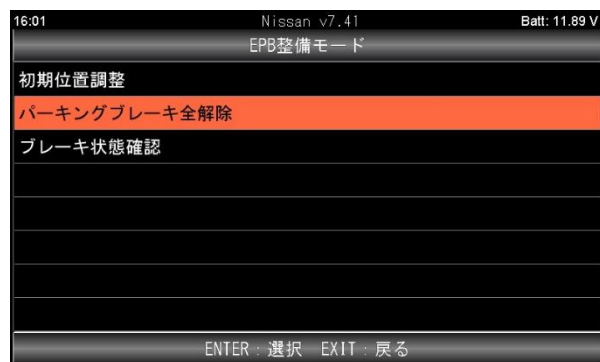 16:01 Nissan v7.41 Batt: 11.89 V
EPB整備モード
初期位置調整
パーキングブレーキ全解除
ブレーキ状態確認
ENTER：選択 EXIT：戻る